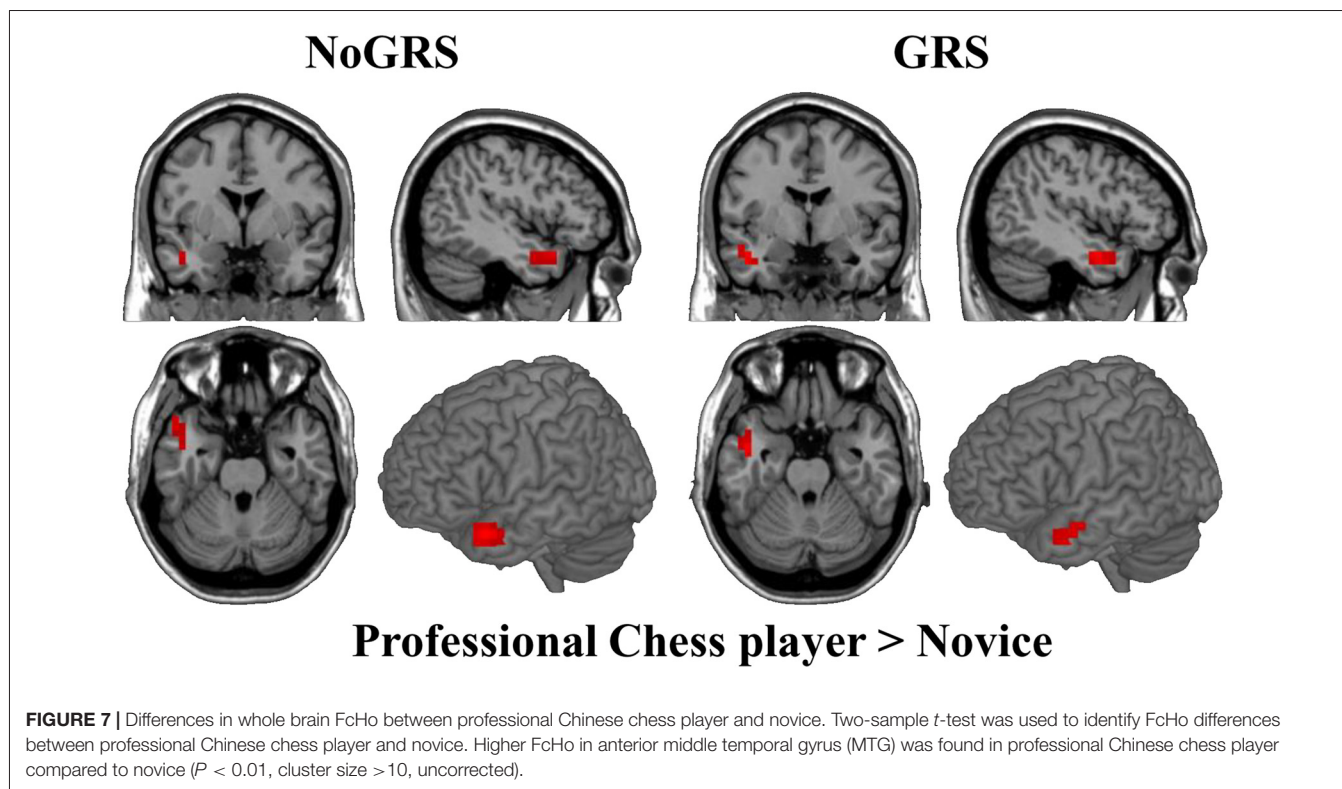 NoGRS
GRS
Professional Chess player > Novice
FIGURE 7 | Differences in whole brain FcHo between professional Chinese chess player and novice. Two-sample t-test was used to identify FcHo differences
between professional Chinese chess player and novice. Higher FcHo in anterior middle temporal gyrus (MTG) was found in professional Chinese chess player
compared to novice (P < 0.01, cluster size >10, uncorrected).